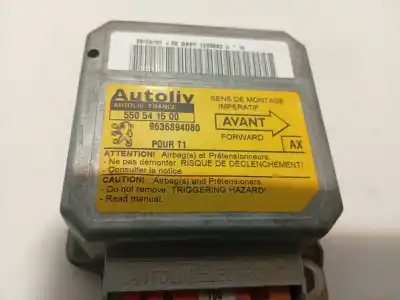 Autoliv
AUTOLIV FRANCE
550 54 15 00
9636894080
POUR T1
SENS DE MONTAGE
IMPERATIF
AVANT
FORWARD
AX
ATTENTION! Airbag(s) et Prétensionneurs.
- Ne pas démonter. RISQUE DE DECLENCHEMENT!
- Consulter la notice
CAUTION! Airbag(s) and Pretensioners.
- Do not remove. TRIGGERING HAZARD!
- Read manual.